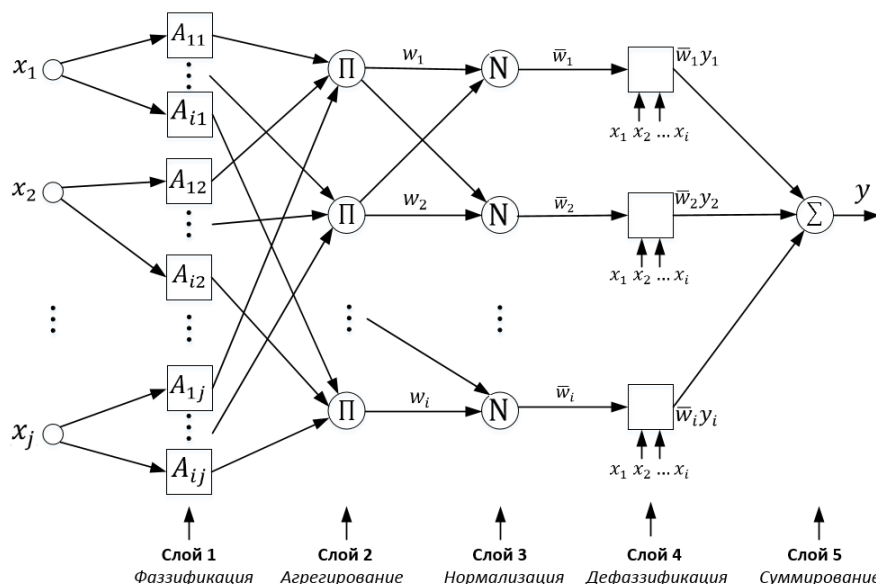 x₁
A₁₁
Aᵢ₁
x₂
A₁₂
Aᵢ₂
xⱼ
A₁ⱼ
Aᵢⱼ
Π
w₁
N
w̅₁
w̅₁y₁
x₁ x₂ ... xᵢ
Π
w₂
N
w̅₂
w̅₂y₂
x₁ x₂ ... xᵢ
Π
wᵢ
N
w̅ᵢ
w̅ᵢyᵢ
x₁ x₂ ... xᵢ
Σ
y
Слой 1
Фаззификация
Слой 2
Агрегирование
Слой 3
Нормализация
Слой 4
Дефаззификация
Слой 5
Суммирование